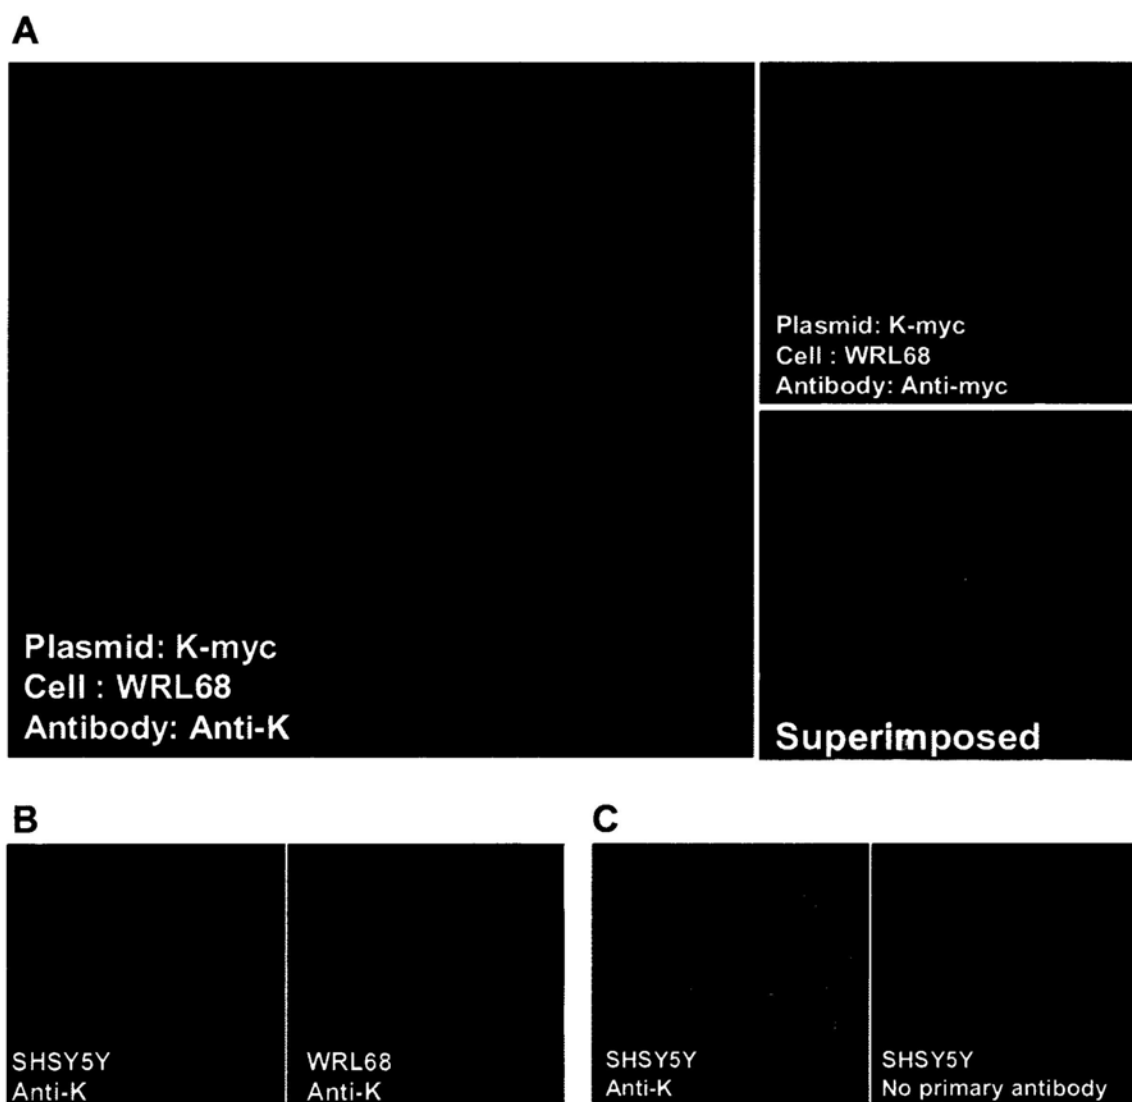 A
Plasmid: K-myc
Cell : WRL68
Antibody: Anti-K
Plasmid: K-myc
Cell : WRL68
Antibody: Anti-myc
Superimposed
B
SHSY5Y
Anti-K
WRL68
Anti-K
C
SHSY5Y
Anti-K
SHSY5Y
No primary antibody